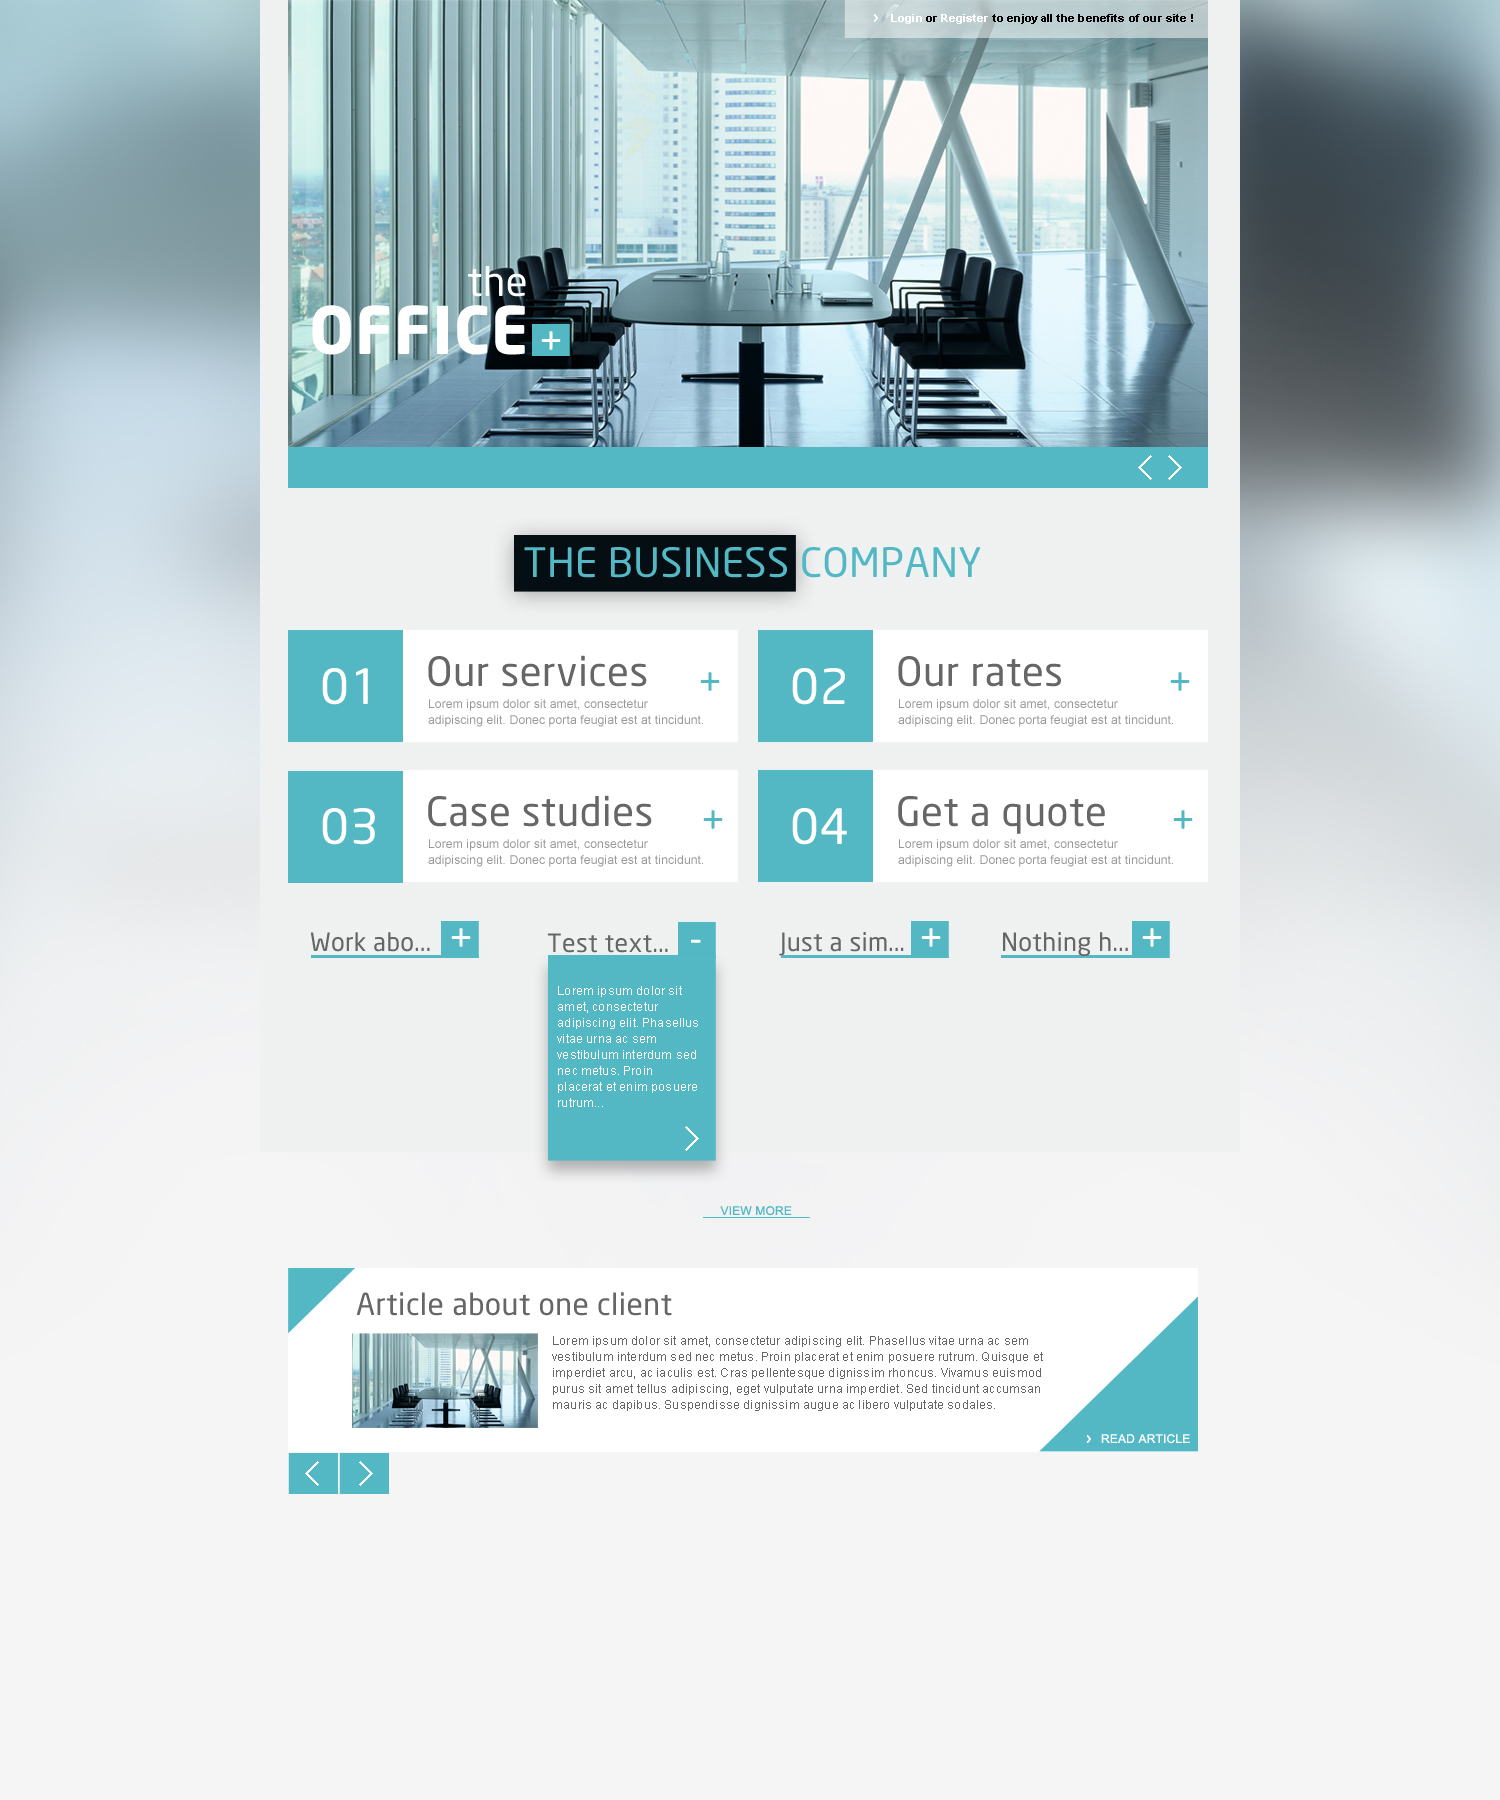 › Login or Register to enjoy all the benefits of our site !
the
OFFICE +
THE BUSINESS COMPANY
01
Our services
+
Lorem ipsum dolor sit amet, consectetur
adipiscing elit. Donec porta feugiat est at tincidunt.
02
Our rates
+
Lorem ipsum dolor sit amet, consectetur
adipiscing elit. Donec porta feugiat est at tincidunt.
03
Case studies
+
Lorem ipsum dolor sit amet, consectetur
adipiscing elit. Donec porta feugiat est at tincidunt.
04
Get a quote
+
Lorem ipsum dolor sit amet, consectetur
adipiscing elit. Donec porta feugiat est at tincidunt.
Work abo... +
Test text... -
Lorem ipsum dolor sit
amet, consectetur
adipiscing elit. Phasellus
vitae urna ac sem
vestibulum interdum sed
nec metus. Proin
placerat et enim posuere
rutrum...
Just a sim... +
Nothing h... +
VIEW MORE
Article about one client
Lorem ipsum dolor sit amet, consectetur adipiscing elit. Phasellus vitae urna ac sem
vestibulum interdum sed nec metus. Proin placerat et enim posuere rutrum. Quisque et
imperdiet arcu, ac iaculis est. Cras pellentesque dignissim rhoncus. Vivamus euismod
purus sit amet tellus adipiscing, eget vulputate urna imperdiet. Sed tincidunt accumsan
mauris ac dapibus. Suspendisse dignissim augue ac libero vulputate sodales.
› READ ARTICLE